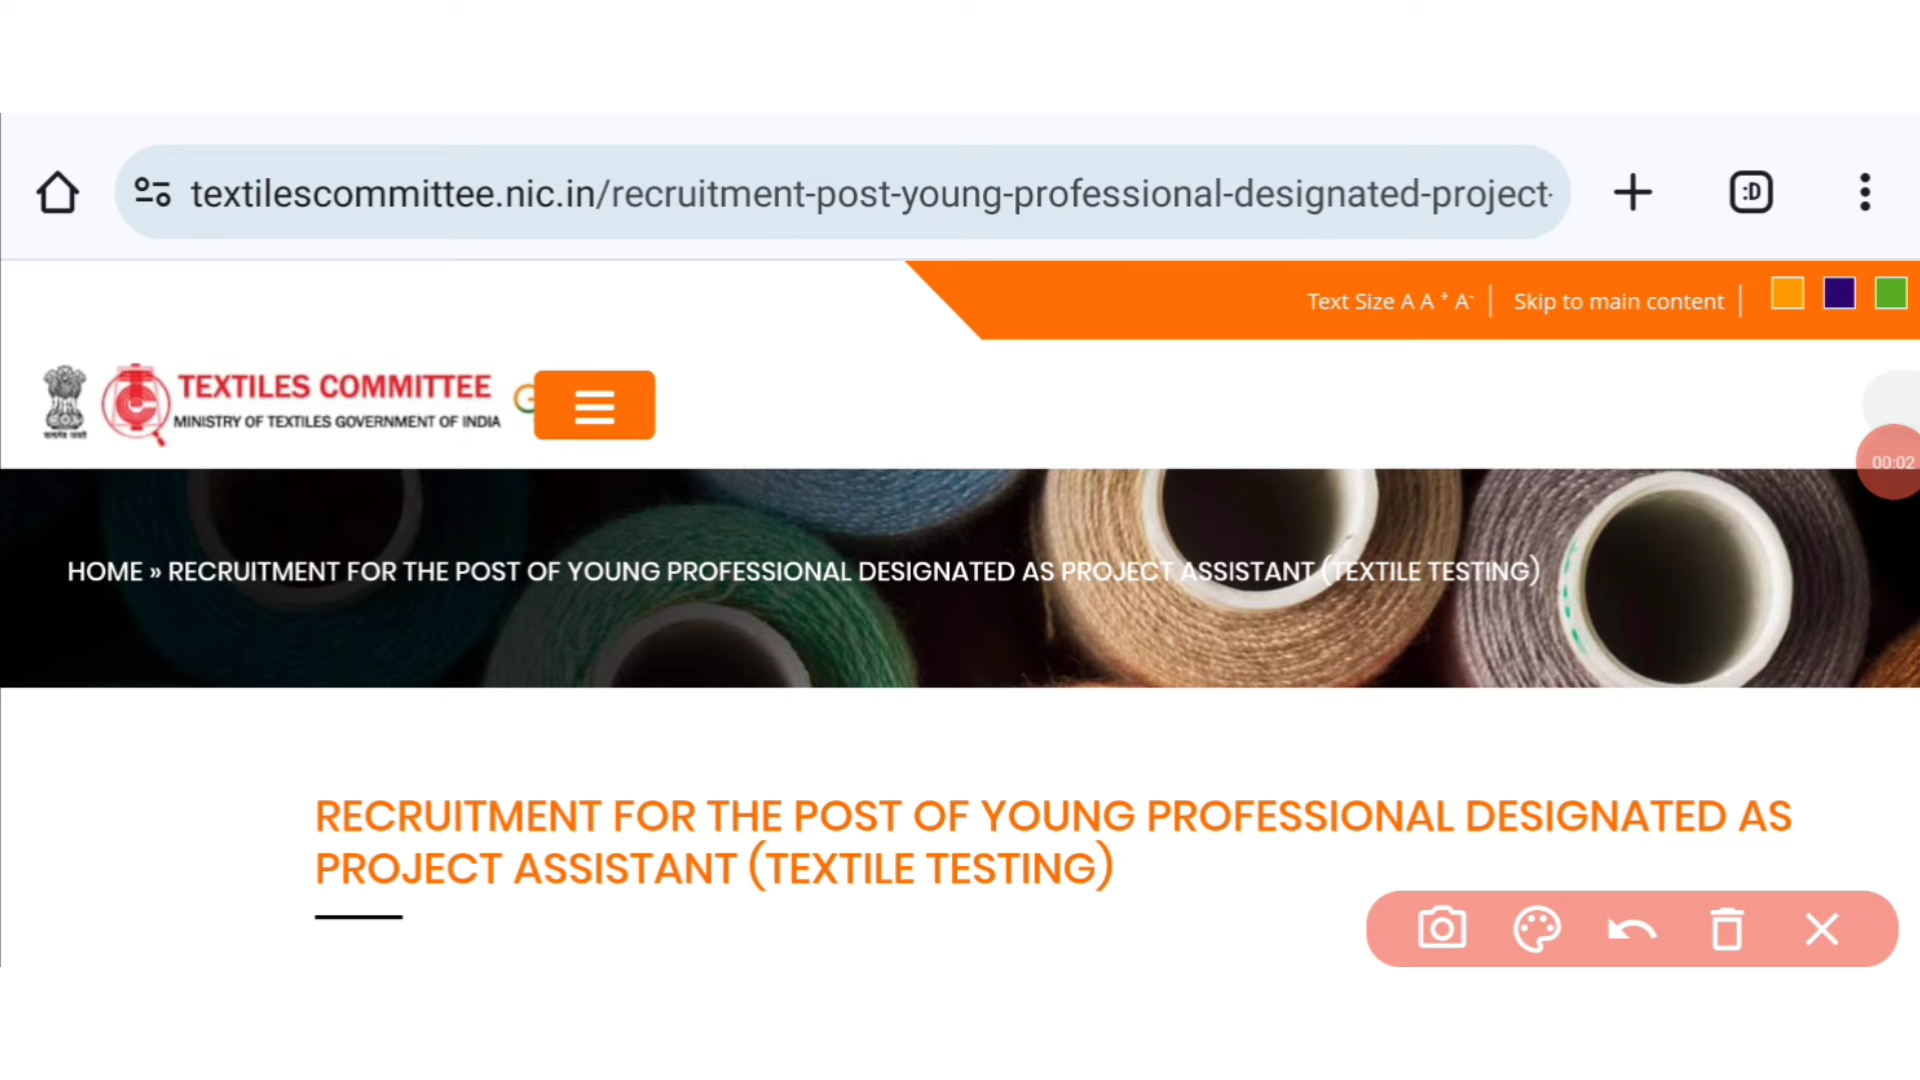 textilescommittee.nic.in/recruitment-post-young-professional-designated-project-
:D
Text Size A A + A-
Skip to main content
TEXTILES COMMITTEE
MINISTRY OF TEXTILES GOVERNMENT OF INDIA
00:02
HOME » RECRUITMENT FOR THE POST OF YOUNG PROFESSIONAL DESIGNATED AS PROJECT ASSISTANT (TEXTILE TESTING)
RECRUITMENT FOR THE POST OF YOUNG PROFESSIONAL DESIGNATED AS
PROJECT ASSISTANT (TEXTILE TESTING)